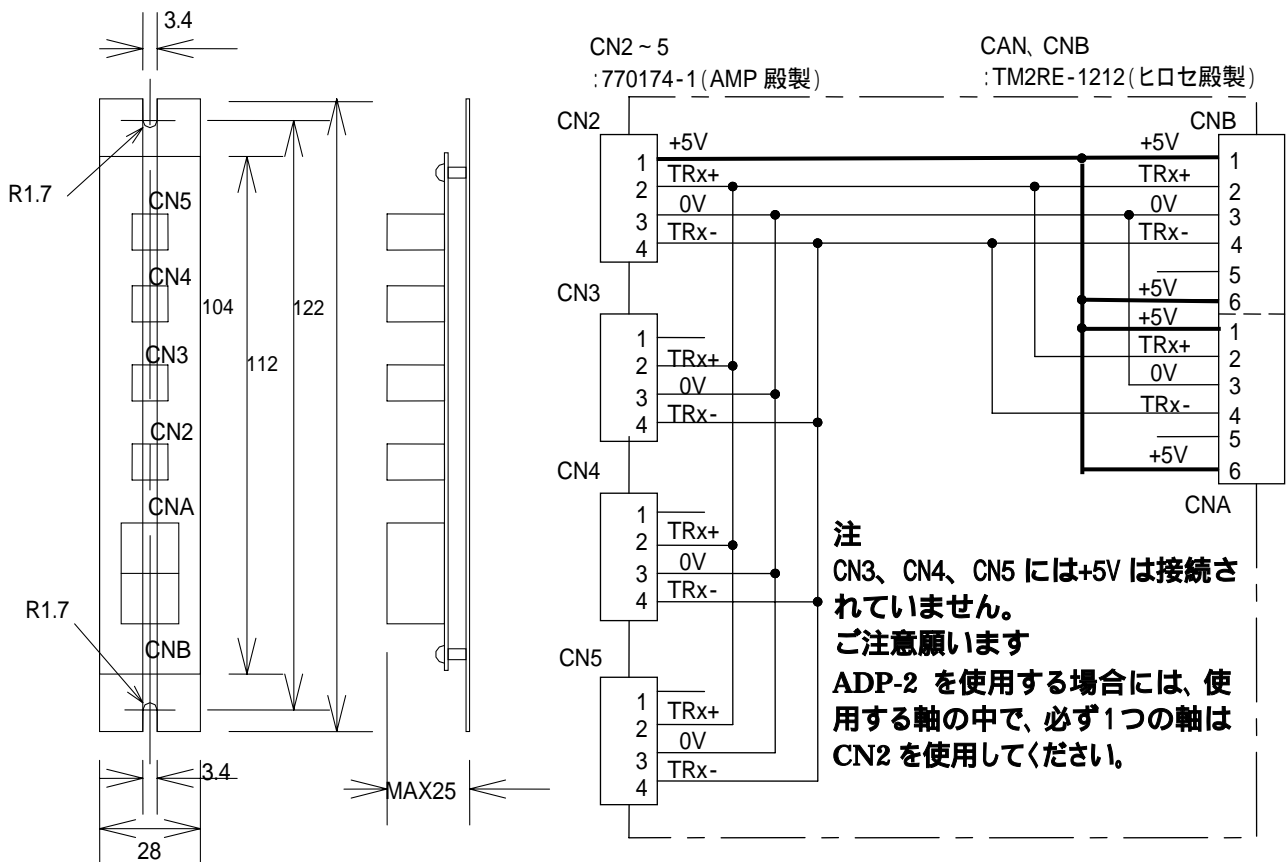 3.4
R1.7
CN5
CN4
104
122
CN3
112
CN2
CNA
R1.7
CNB
3.4
MAX25
28
CN2 ~ 5
:770174-1(AMP 殿製)
CAN、CNB
:TM2RE-1212(ヒロセ殿製)
CN2
1 +5V
2 TRx+
3 0V
4 TRx-
CN3
1
2 TRx+
3 0V
4 TRx-
CN4
1
2 TRx+
3 0V
4 TRx-
CN5
1
2 TRx+
3 0V
4 TRx-
CNB
+5V 1
TRx+ 2
0V 3
TRx- 4
5
+5V 6
+5V 1
TRx+ 2
0V 3
TRx- 4
5
+5V 6
CNA
注
CN3、CN4、CN5 には+5V は接続さ
れていません。
ご注意願います
ADP-2 を使用する場合には、使
用する軸の中で、必ず1つの軸は
CN2 を使用してください。